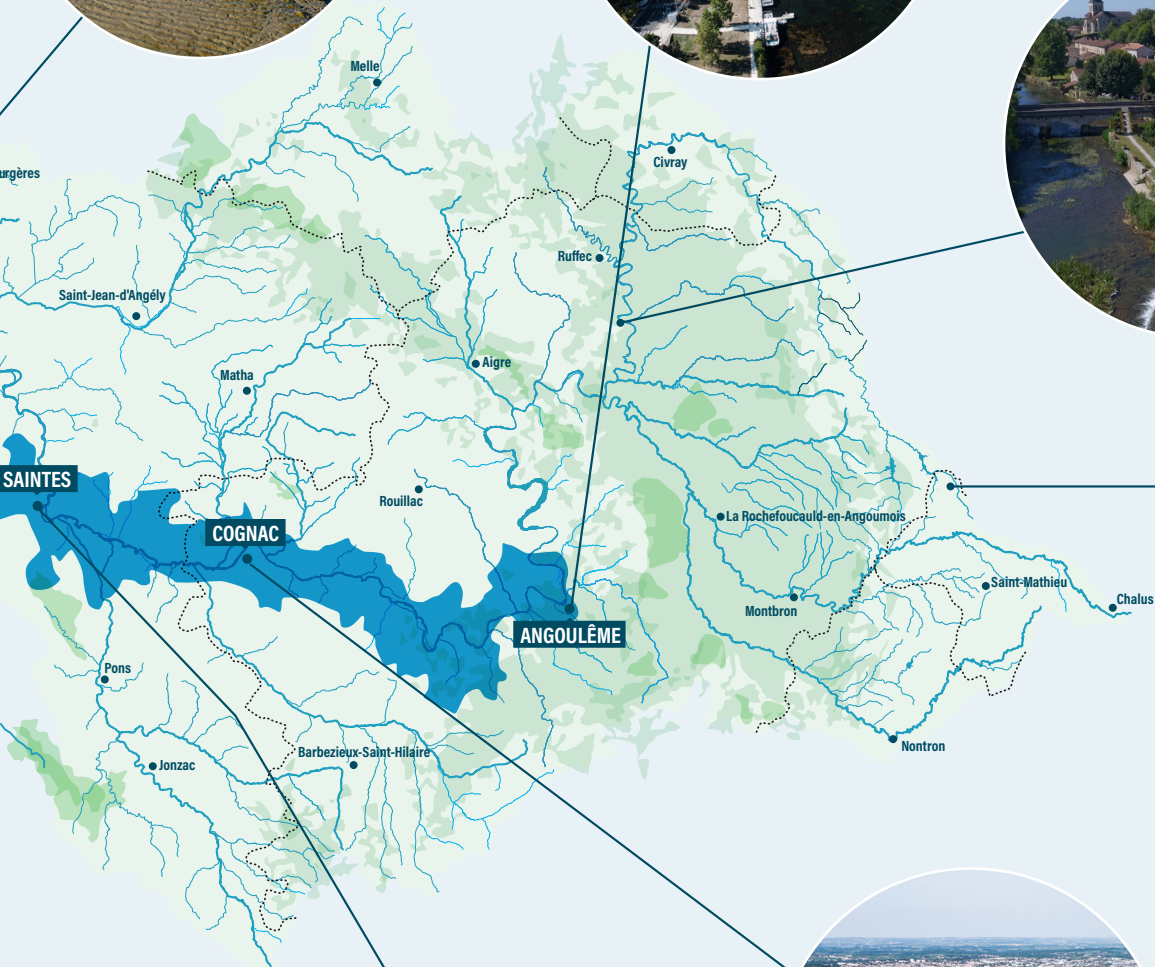 Melle
Civray
urgères
Ruffec
Saint-Jean-d'Angély
Aigre
Matha
SAINTES
Rouillac
La Rochefoucauld-en-Angoumois
COGNAC
Saint-Mathieu
Chalus
Montbron
ANGOULÊME
Pons
Nontron
Barbezieux-Saint-Hilaire
Jonzac